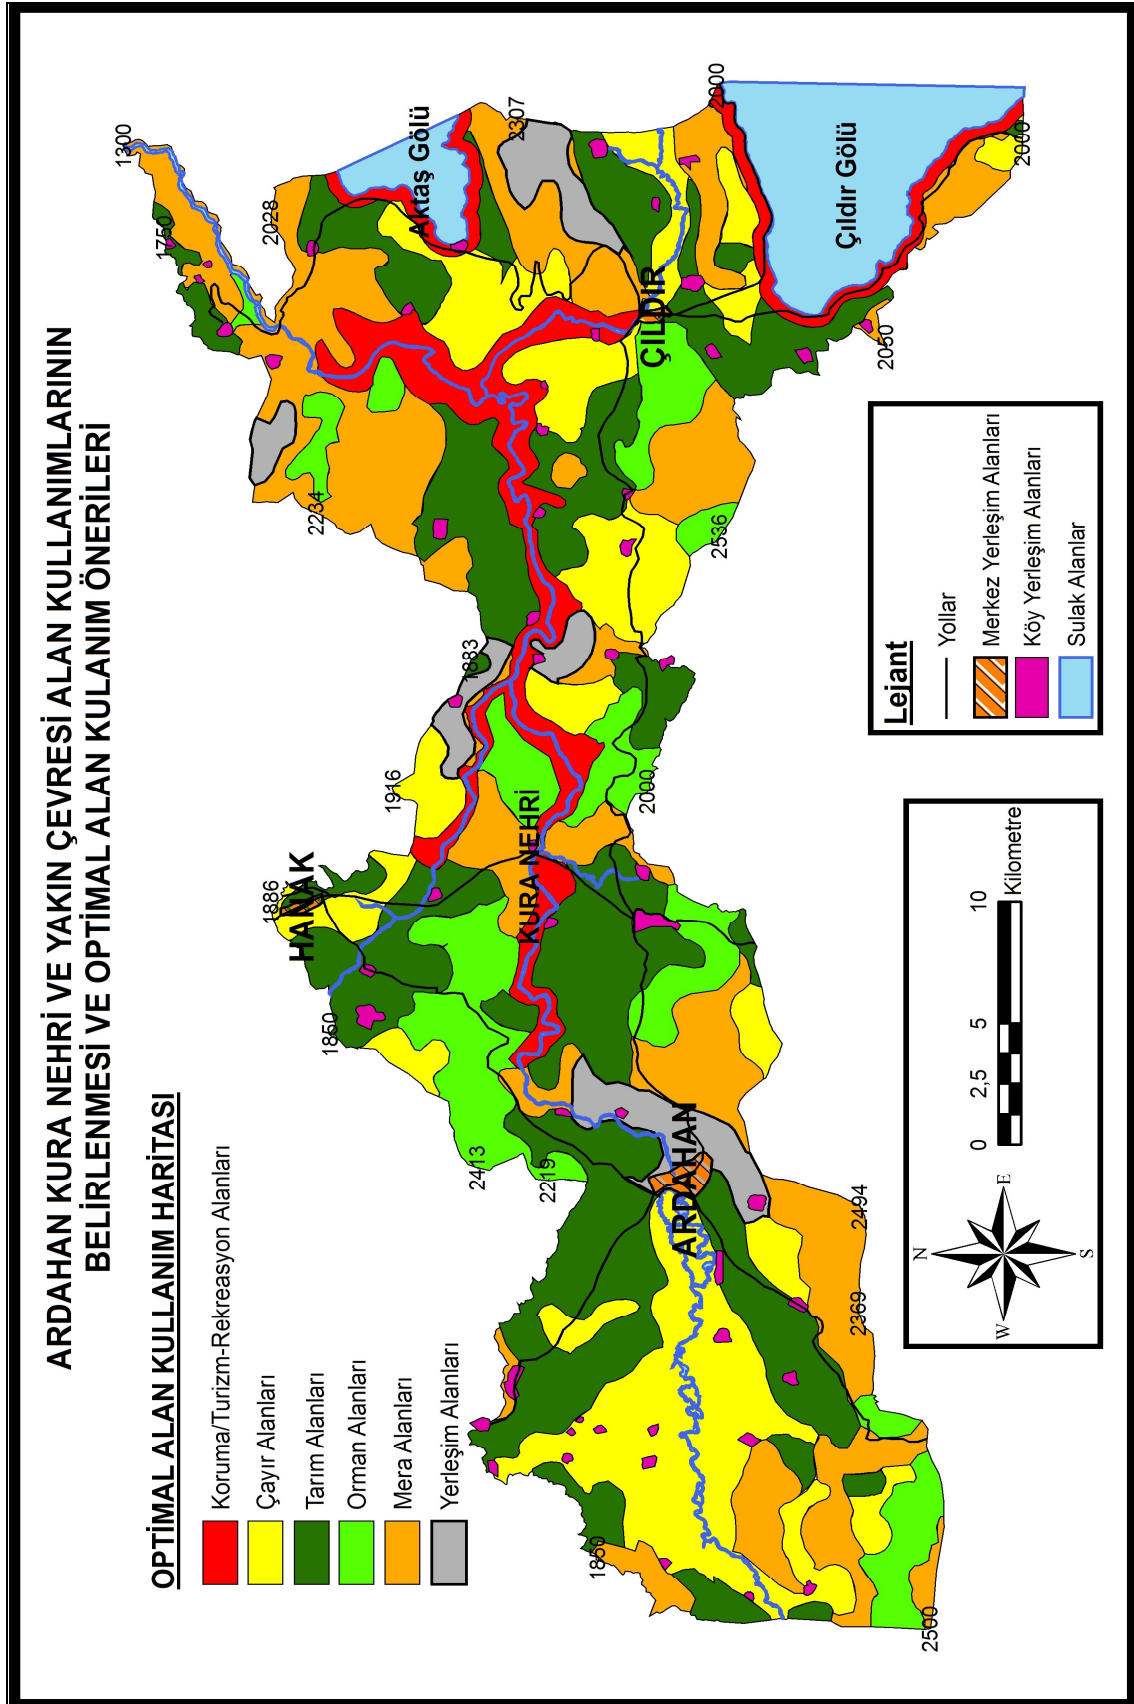 ARDAHAN KURA NEHRİ VE YAKIN ÇEVRESİ ALAN KULLANIMLARININ
BELİRLENMESİ VE OPTİMAL ALAN KULANIM ÖNERİLERİ
OPTİMAL ALAN KULLANIM HARİTASI
Koruma/Turizm-Rekreasyon Alanları
Çayır Alanları
Tarım Alanları
Orman Alanları
Mera Alanları
Yerleşim Alanları
1300
1750
2028
2234
Aktaş Gölü
2307
2000
Çıldır Gölü
2000
2050
ÇILDIR
2536
1883
1916
2000
KURA NEHRİ
1886
HANAK
1850
2413
2219
ARDAHAN
2494
2369
1850
2500
Lejant
Yollar
Merkez Yerleşim Alanları
Köy Yerleşim Alanları
Sulak Alanlar
N
W
E
S
0 2,5 5 10
Kilometre